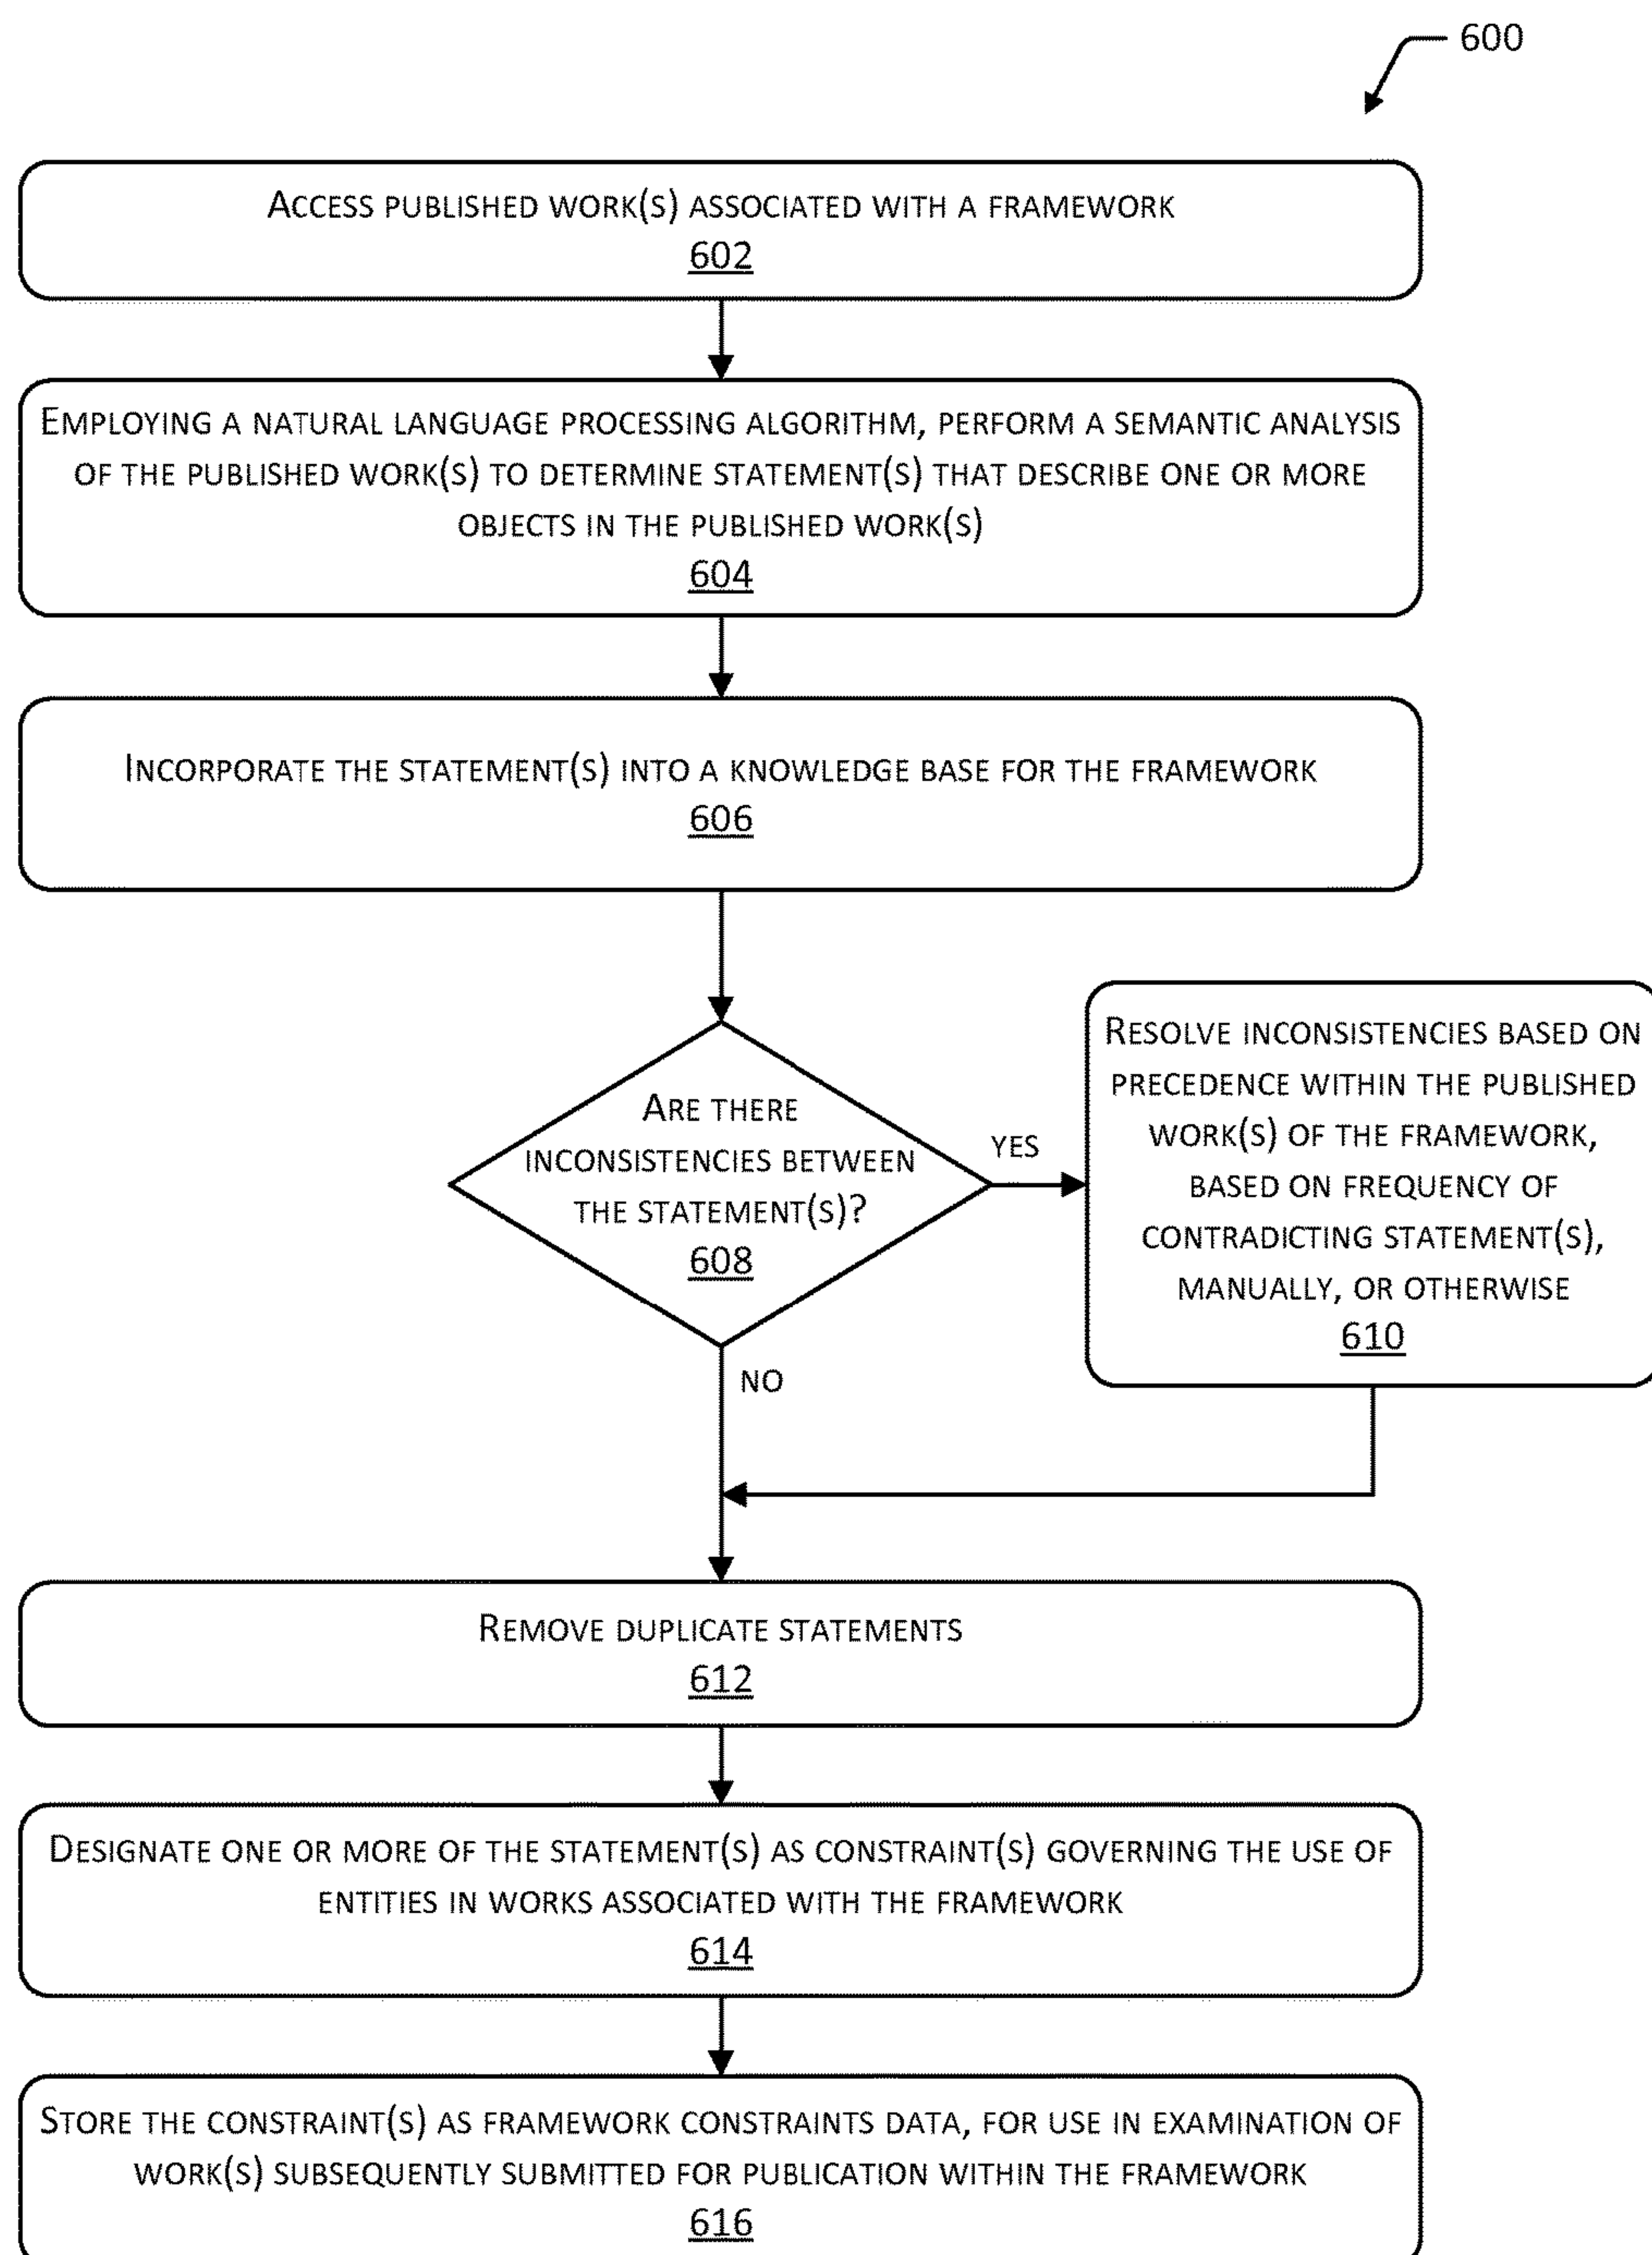 600
ACCESS PUBLISHED WORK(S) ASSOCIATED WITH A FRAMEWORK
602
EMPLOYING A NATURAL LANGUAGE PROCESSING ALGORITHM, PERFORM A SEMANTIC ANALYSIS
OF THE PUBLISHED WORK(S) TO DETERMINE STATEMENT(S) THAT DESCRIBE ONE OR MORE
OBJECTS IN THE PUBLISHED WORK(S)
604
INCORPORATE THE STATEMENT(S) INTO A KNOWLEDGE BASE FOR THE FRAMEWORK
606
ARE THERE
INCONSISTENCIES BETWEEN
THE STATEMENT(S)?
608
YES
RESOLVE INCONSISTENCIES BASED ON
PRECEDENCE WITHIN THE PUBLISHED
WORK(S) OF THE FRAMEWORK,
BASED ON FREQUENCY OF
CONTRADICTING STATEMENT(S),
MANUALLY, OR OTHERWISE
610
NO
REMOVE DUPLICATE STATEMENTS
612
DESIGNATE ONE OR MORE OF THE STATEMENT(S) AS CONSTRAINT(S) GOVERNING THE USE OF
ENTITIES IN WORKS ASSOCIATED WITH THE FRAMEWORK
614
STORE THE CONSTRAINT(S) AS FRAMEWORK CONSTRAINTS DATA, FOR USE IN EXAMINATION OF
WORK(S) SUBSEQUENTLY SUBMITTED FOR PUBLICATION WITHIN THE FRAMEWORK
616